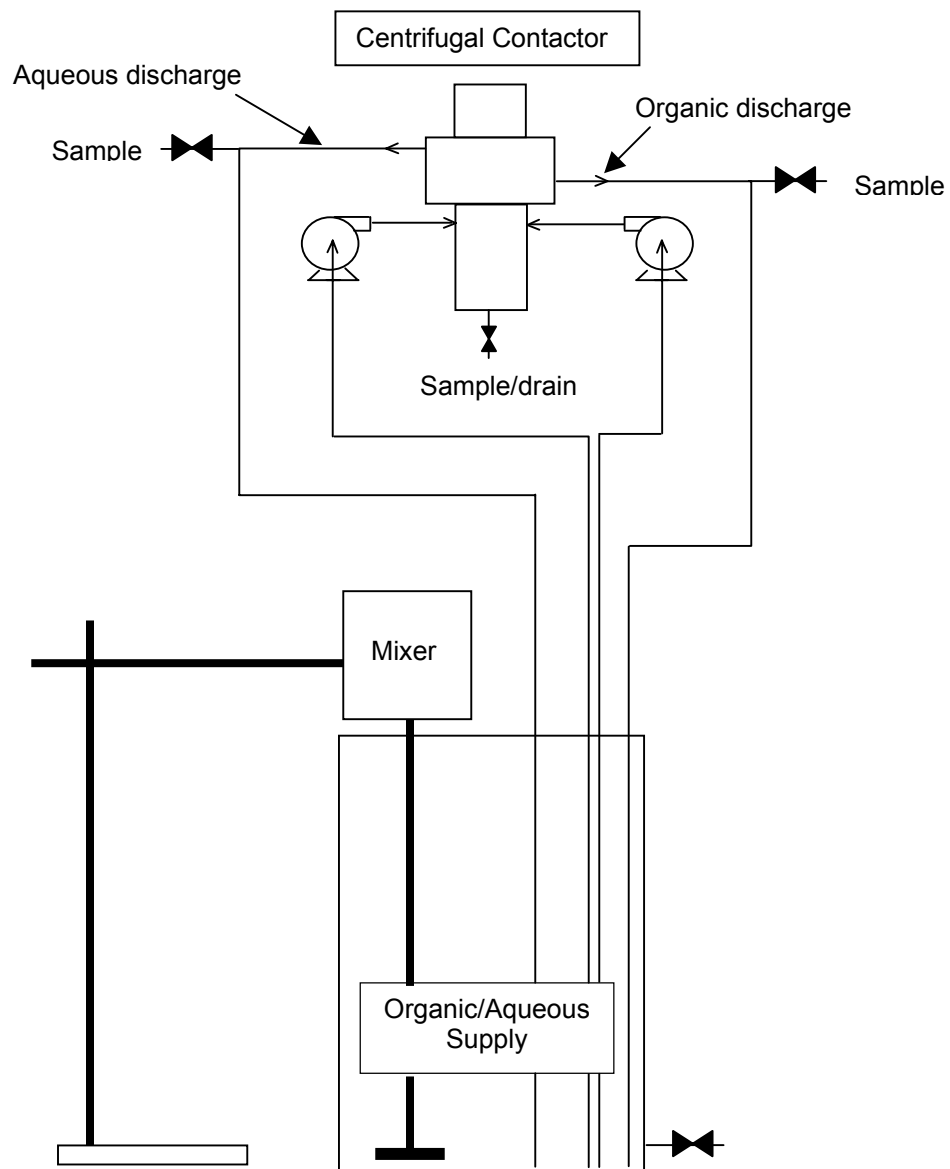 Centrifugal Contactor
Aqueous discharge
Organic discharge
Sample
Sample
Sample/drain
Mixer
Organic/Aqueous
Supply